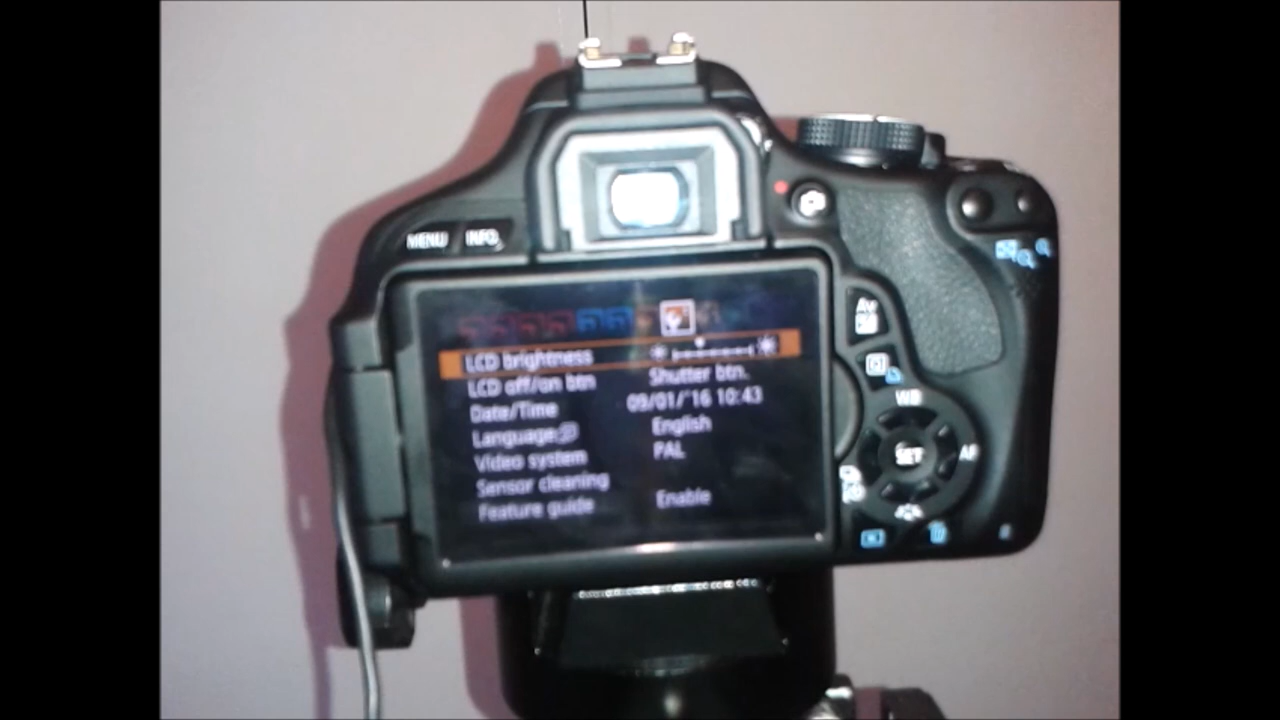 MENU INFO
Av
LCD brightness
LCD off/on btn Shutter btn.
Date/Time 09/01/'16 10:43
Language English
Video system PAL
Sensor cleaning
Feature guide Enable
WB
SET
AF